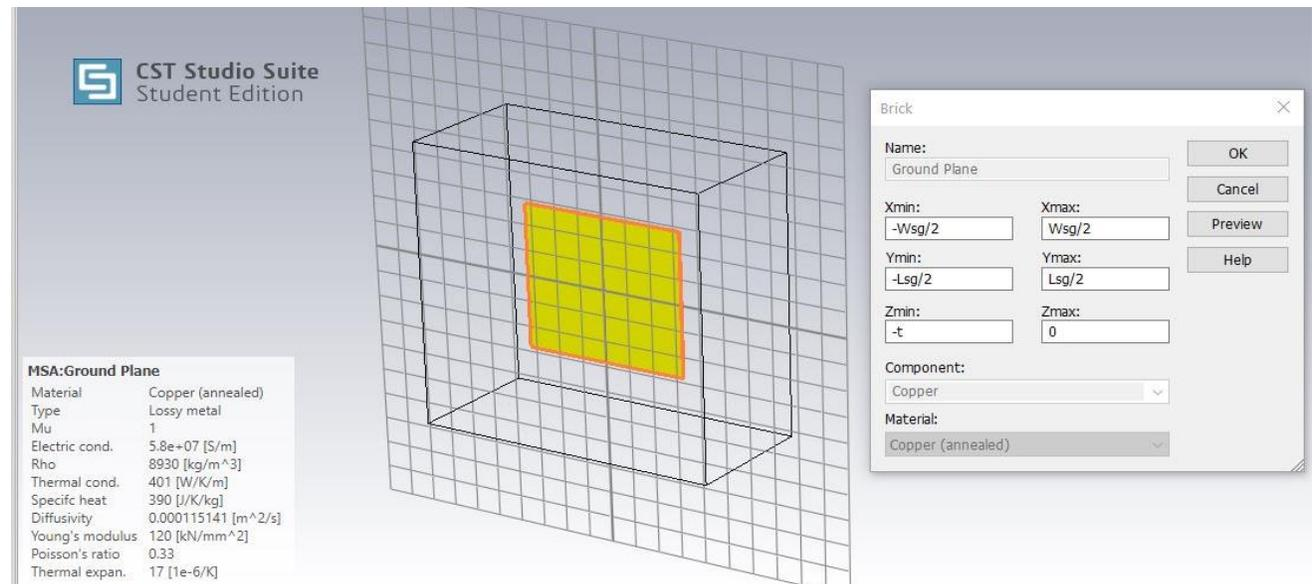 CST Studio Suite
Student Edition
MSA:Ground Plane
Material Copper (annealed)
Type Lossy metal
Mu 1
Electric cond. 5.8e+07 [S/m]
Rho 8930 [kg/m^3]
Thermal cond. 401 [W/K/m]
Specifc heat 390 [J/K/kg]
Diffusivity 0.000115141 [m^2/s]
Young's modulus 120 [kN/mm^2]
Poisson's ratio 0.33
Thermal expan. 17 [1e-6/K]
Brick
Name:
Ground Plane
OK
Cancel
Preview
Help
Xmin: Xmax:
-Wsg/2 Wsg/2
Ymin: Ymax:
-Lsg/2 Lsg/2
Zmin: Zmax:
-t 0
Component:
Copper
Material:
Copper (annealed)